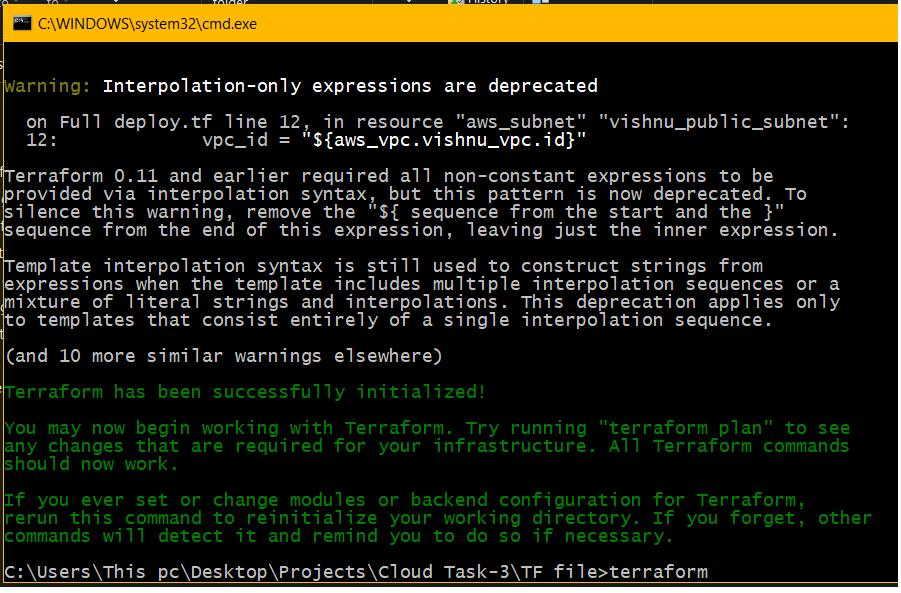 C:\WINDOWS\system32\cmd.exe
Warning: Interpolation-only expressions are deprecated
on Full deploy.tf line 12, in resource "aws_subnet" "vishnu_public_subnet":
12: vpc_id = "${aws_vpc.vishnu_vpc.id}"
Terraform 0.11 and earlier required all non-constant expressions to be
provided via interpolation syntax, but this pattern is now deprecated. To
silence this warning, remove the "${ sequence from the start and the }"
sequence from the end of this expression, leaving just the inner expression.
Template interpolation syntax is still used to construct strings from
expressions when the template includes multiple interpolation sequences or a
mixture of literal strings and interpolations. This deprecation applies only
to templates that consist entirely of a single interpolation sequence.
(and 10 more similar warnings elsewhere)
Terraform has been successfully initialized!
You may now begin working with Terraform. Try running "terraform plan" to see
any changes that are required for your infrastructure. All Terraform commands
should now work.
If you ever set or change modules or backend configuration for Terraform,
rerun this command to reinitialize your working directory. If you forget, other
commands will detect it and remind you to do so if necessary.
C:\Users\This pc\Desktop\Projects\Cloud Task-3\TF file>terraform